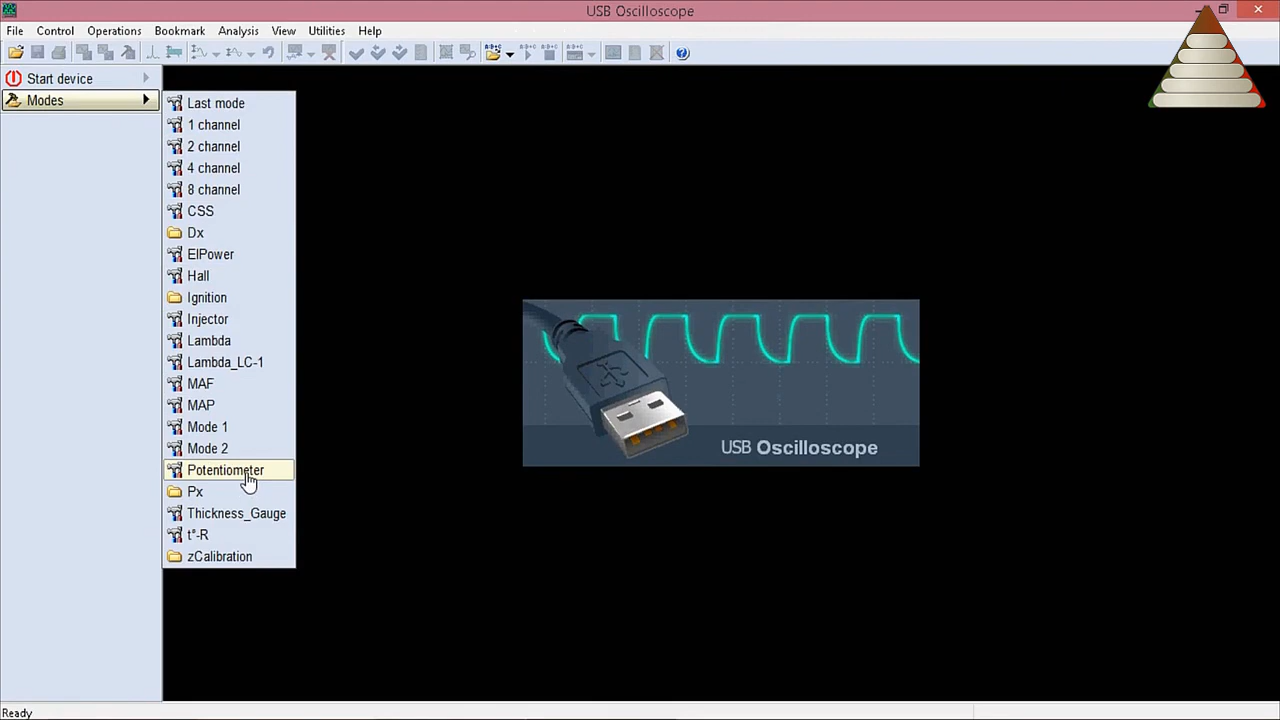 USB Oscilloscope
File Control Operations Bookmark Analysis View Utilities Help
Start device
Modes
Last mode
1 channel
2 channel
4 channel
8 channel
CSS
Dx
ElPower
Hall
Ignition
Injector
Lambda
Lambda_LC-1
MAF
MAP
Mode 1
Mode 2
Potentiometer
Px
Thickness_Gauge
t°-R
zCalibration
USB Oscilloscope
Ready